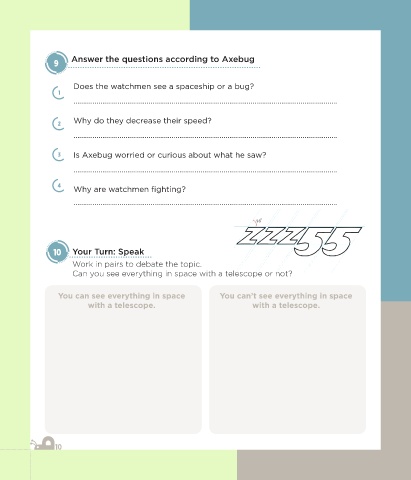 9 Answer the questions according to Axebug
1 Does the watchmen see a spaceship or a bug?
2 Why do they decrease their speed?
3 Is Axebug worried or curious about what he saw?
4 Why are watchmen fighting?
ZZZ55
10 Your Turn: Speak
Work in pairs to debate the topic.
Can you see everything in space with a telescope or not?
You can see everything in space
with a telescope.
You can't see everything in space
with a telescope.
10